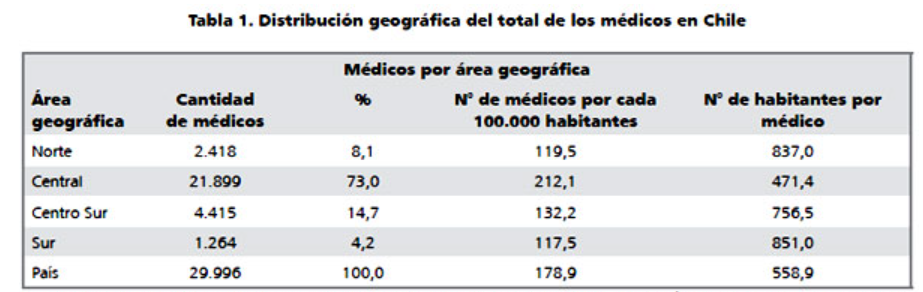 Tabla 1. Distribución geográfica del total de los médicos en Chile
Médicos por área geográfica
Área geográfica Cantidad de médicos % N° de médicos por cada 100.000 habitantes N° de habitantes por médico
Norte 2.418 8,1 119,5 837,0
Central 21.899 73,0 212,1 471,4
Centro Sur 4.415 14,7 132,2 756,5
Sur 1.264 4,2 117,5 851,0
País 29.996 100,0 178,9 558,9